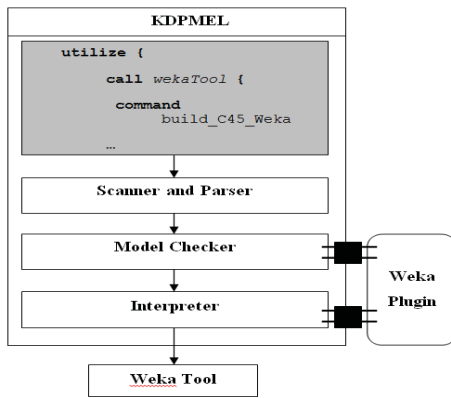 KDPMEL
utilize {
call wekaTool {
command
build_C45_Weka
…
Scanner and Parser
Model Checker
Interpreter
Weka
Plugin
Weka Tool